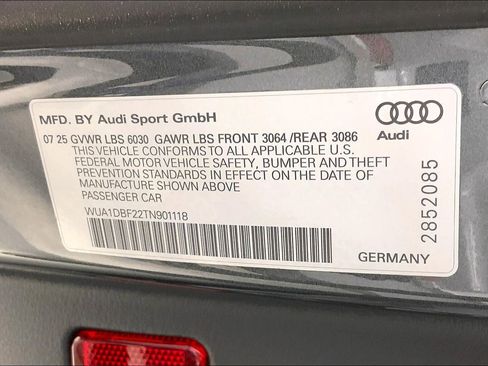 MFD. BY Audi Sport GmbH
07 25 GVWR LBS 6030 GAWR LBS FRONT 3064 /REAR 3086
THIS VEHICLE CONFORMS TO ALL APPLICABLE U.S.
FEDERAL MOTOR VEHICLE SAFETY, BUMPER AND THEFT
PREVENTION STANDARDS IN EFFECT ON THE DATE
OF MANUFACTURE SHOWN ABOVE
PASSENGER CAR
WUA1DBF22TN901118
Audi
2852085
GERMANY